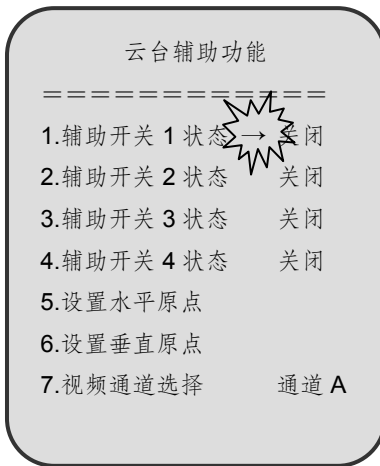 云台辅助功能
============
1.辅助开关 1 状态 → 关闭
2.辅助开关 2 状态 关闭
3.辅助开关 3 状态 关闭
4.辅助开关 4 状态 关闭
5.设置水平原点
6.设置垂直原点
7.视频通道选择 通道 A